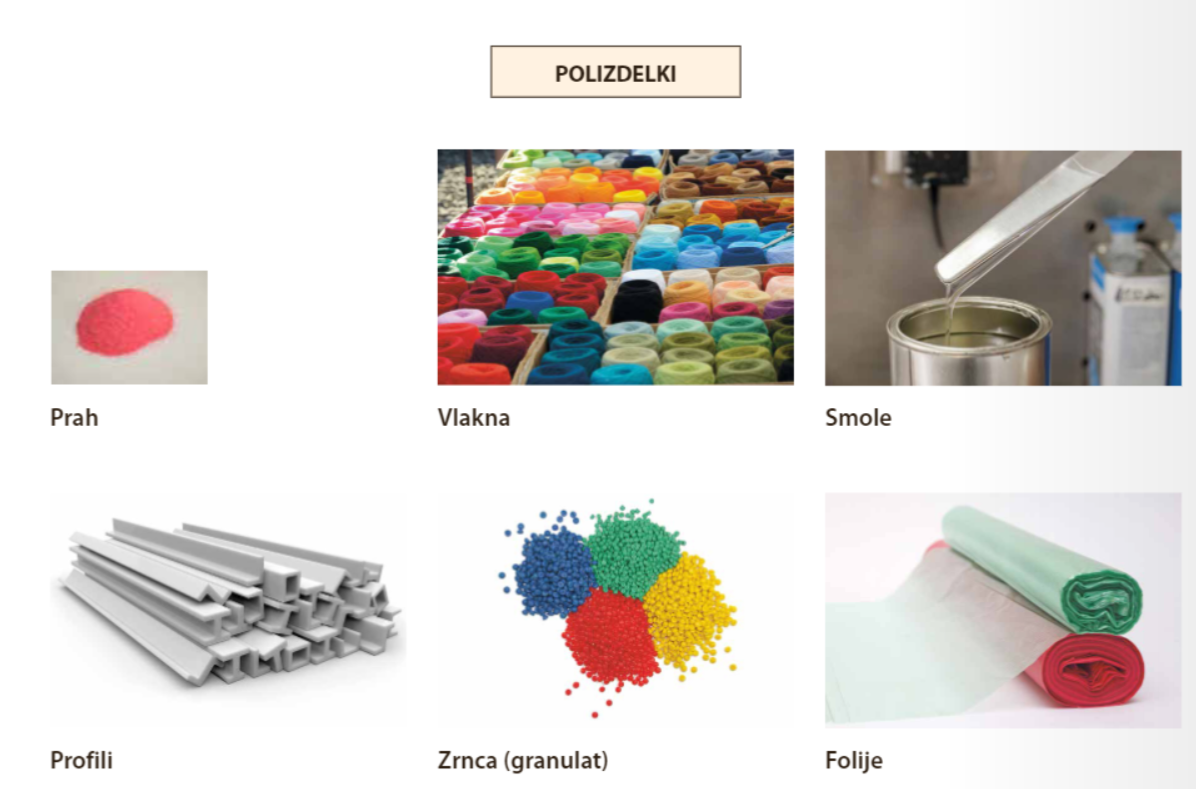 POLIZDELKI
Prah
Vlakna
Smole
Profili
Zrnca (granulat)
Folije